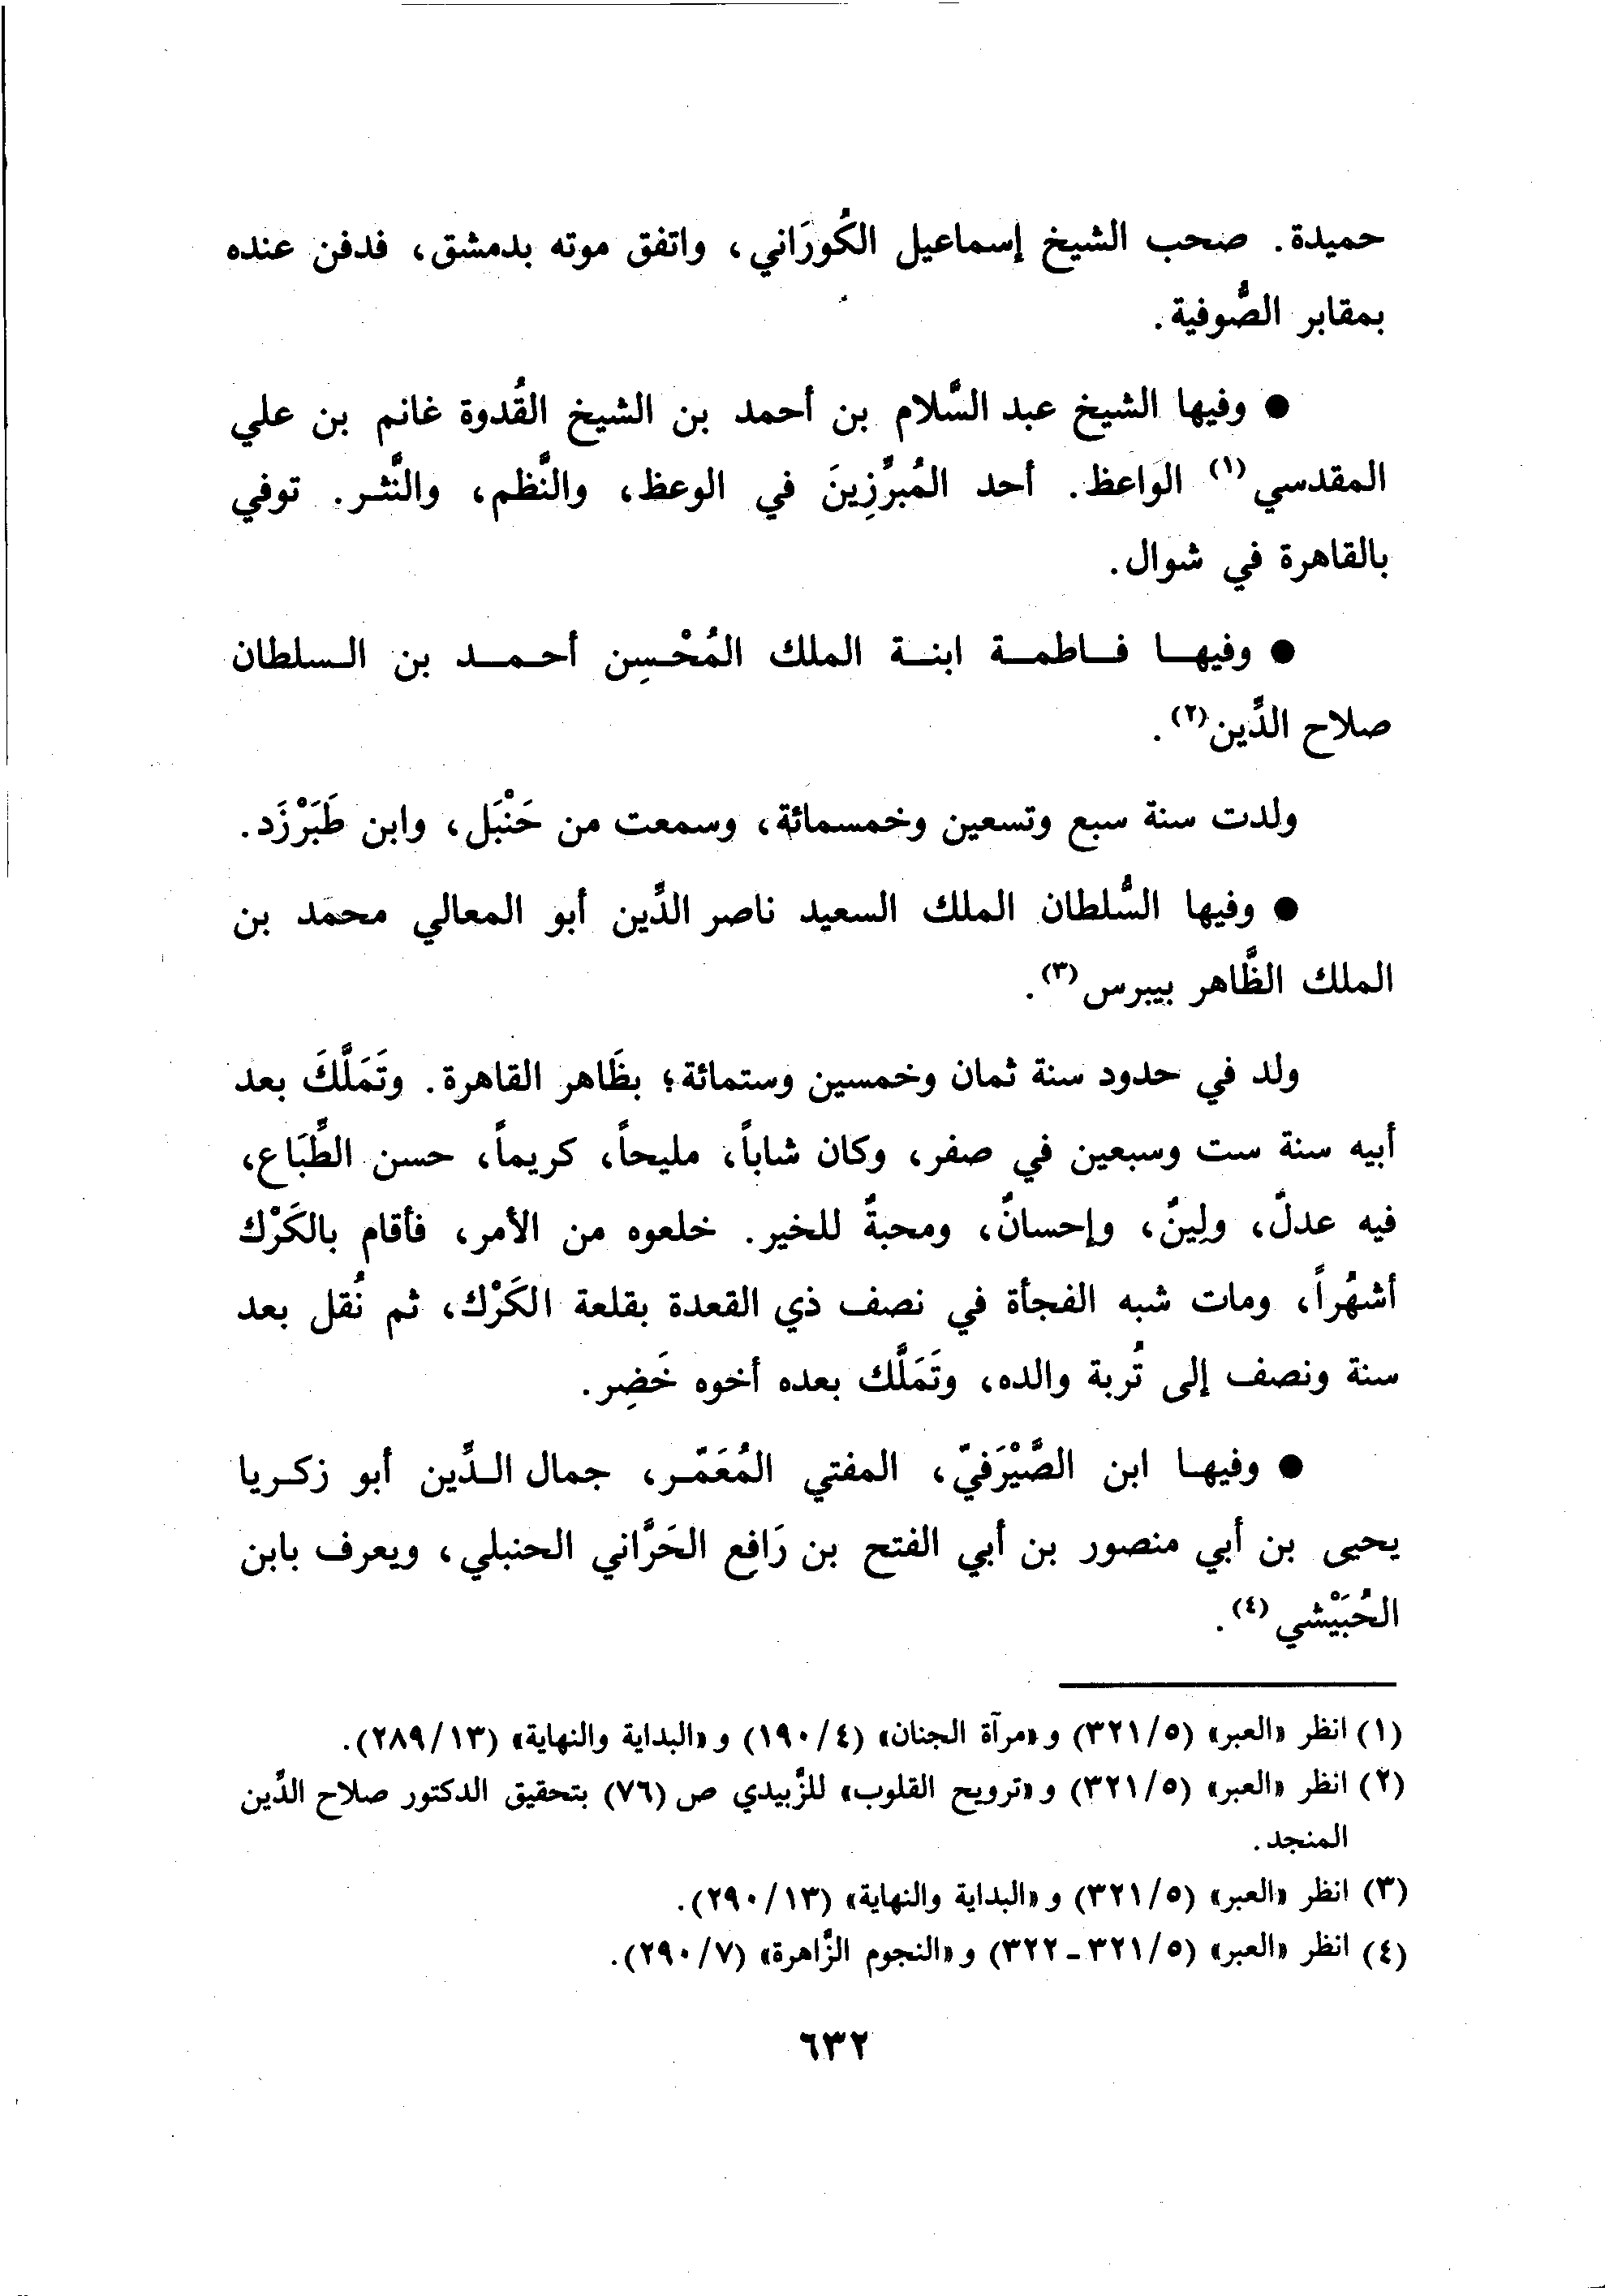 حميدة. صحب الشيخ إسماعيل الكُورَاني، واتفق موته بدمشق، فدفن عنده
بمقابر الصُّوفية.
● وفيها الشيخ عبد السَّلام بن أحمد بن الشيخ القُدوة غانم بن علي
المقدسي (١) الوَاعظ. أحد المُبرِّزِينَ في الوعظ، والنَّظم، والنَّثر. توفي
بالقاهرة في شوال.
● وفيها فاطمة ابنة الملك المُحْسِن أحمد بن السلطان
صلاح الدِّين (٢).
ولدت سنة سبع وتسعين وخمسمائة، وسمعت من حَنْبَل، وابن طَبَرْزَد.
● وفيها السُّلطان الملك السعيد ناصر الدِّين أبو المعالي محمد بن
الملك الظَّاهر بيبرس (٣).
ولد في حدود سنة ثمان وخمسين وستمائة؛ بظَاهر القاهرة. وتَمَلَّكَ بعد
أبيه سنة ست وسبعين في صفر، وكان شاباً، مليحاً، كريماً، حسن الطِّبَاع،
فيه عدلٌ، ولِينٌ، وإحسانٌ، ومحبةٌ للخير. خلعوه من الأمر، فأقام بالكَرْك
أشهُراً، ومات شبه الفجأة في نصف ذي القعدة بقلعة الكَرْك، ثم نُقل بعد
سنة ونصف إلى تُربة والده، وتَمَلَّك بعده أخوه خَضِر.
● وفيها ابن الصَّيْرَفيّ، المفتي المُعَمّر، جمال الدِّين أبو زكريا
يحيى بن أبي منصور بن أبي الفتح بن رَافع الحَرَّاني الحنبلي، ويعرف بابن
الحُبَيْشي (٤).
(١) انظر «العبر» (٣٢١/٥) و«مرآة الجنان» (١٩٠/٤) و«البداية والنهاية» (٢٨٩/١٣).
(٢) انظر «العبر» (٣٢١/٥) و«ترويح القلوب» للزَّبيدي ص (٧٦) بتحقيق الدكتور صلاح الدِّين
المنجد.
(٣) انظر «العبر» (٣٢١/٥) و«البداية والنهاية» (٢٩٠/١٣).
(٤) انظر «العبر» (٣٢١/٥ - ٣٢٢) و«النجوم الزَّاهرة» (٢٩٠/٧).
٦٣٢